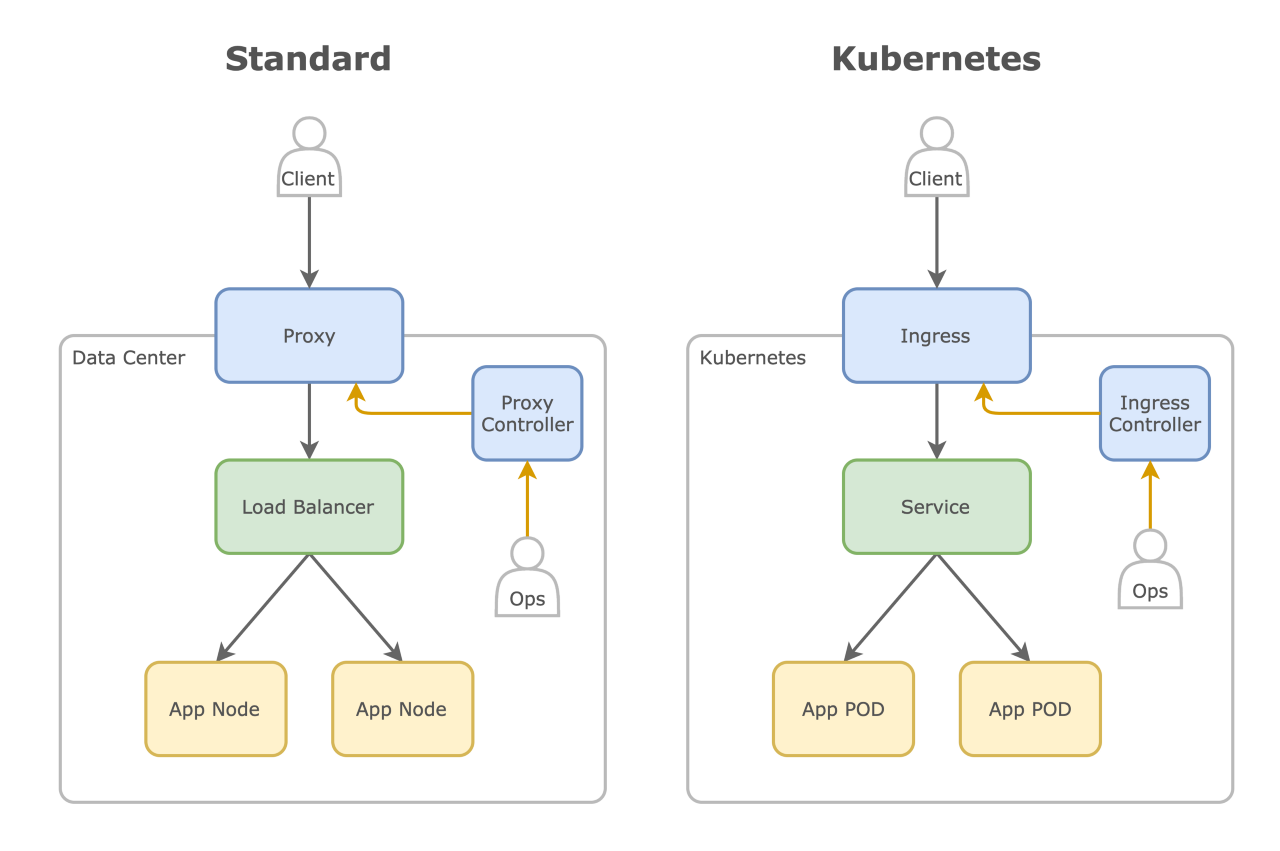 Standard
Client
Proxy
Data Center
Proxy
Controller
Load Balancer
Ops
App Node
App Node
Kubernetes
Client
Ingress
Kubernetes
Ingress
Controller
Service
Ops
App POD
App POD